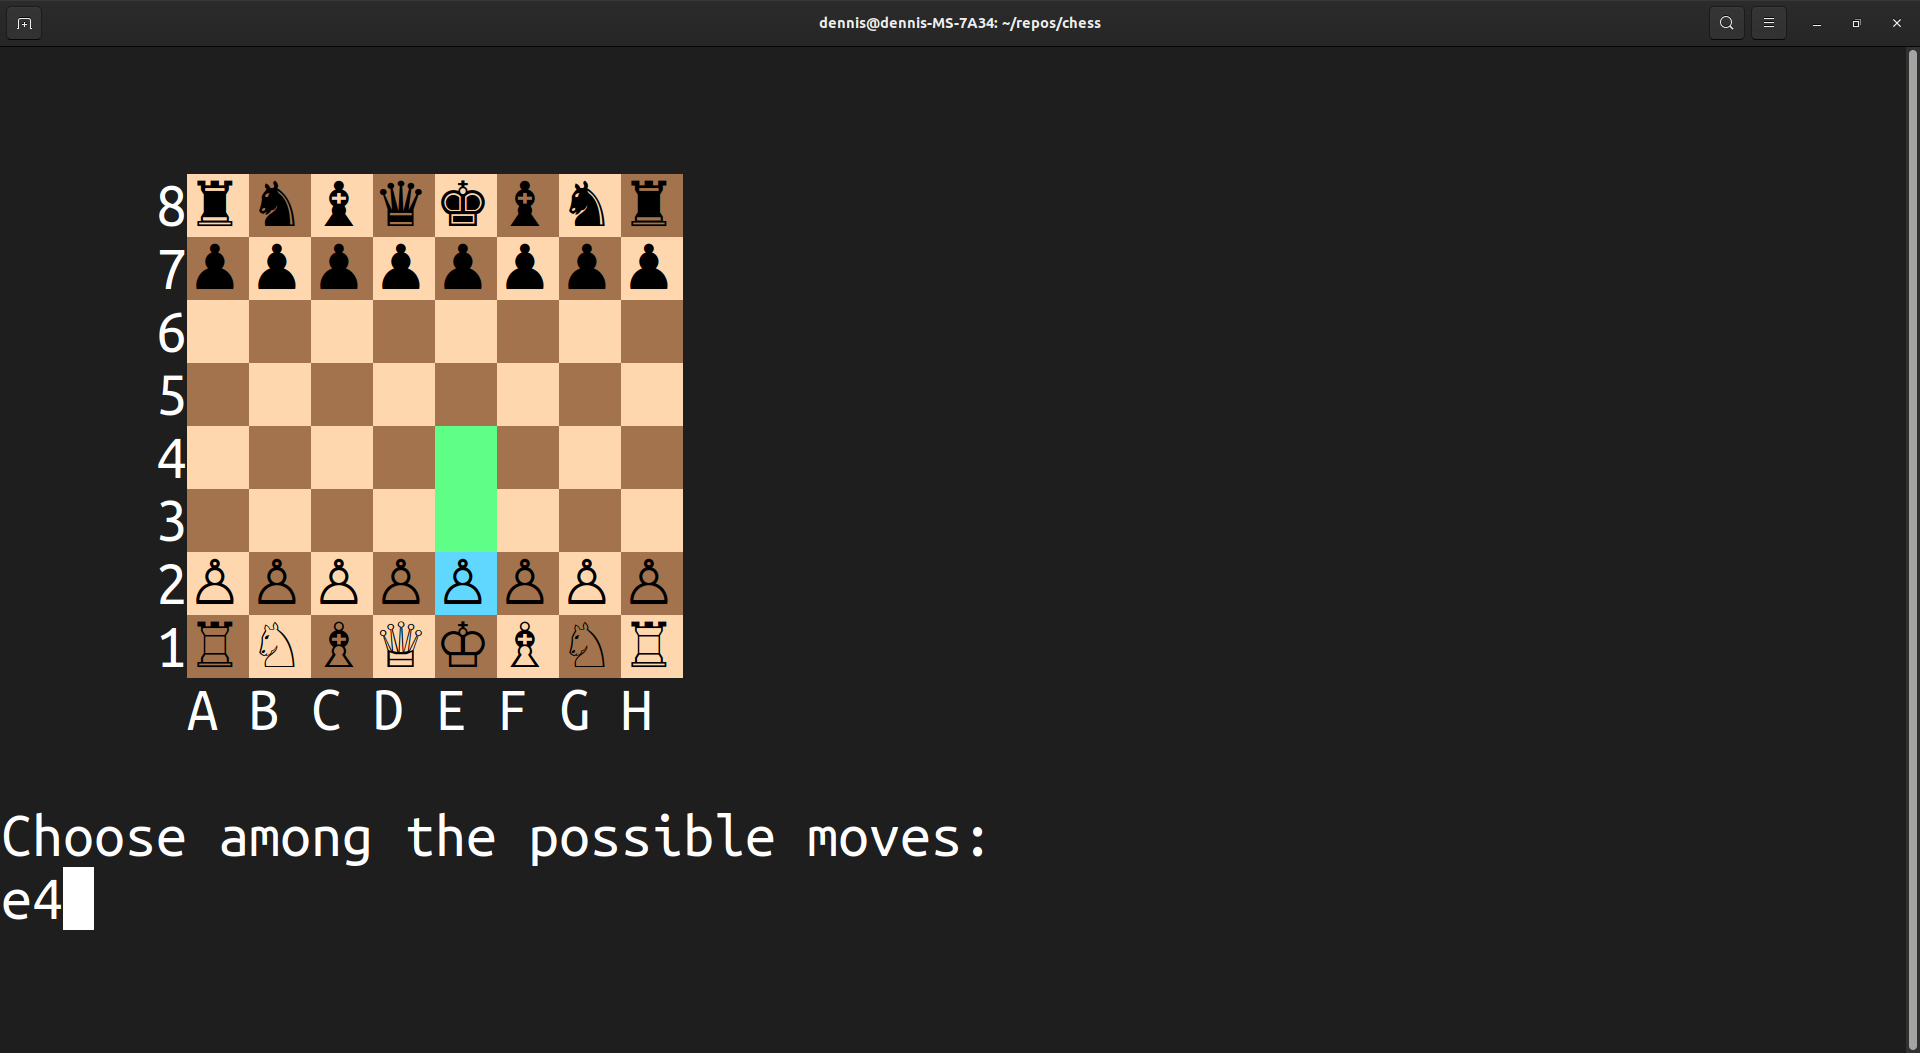 dennis@dennis-MS-7A34: ~/repos/chess
8
7
6
5
4
3
2
1
A B C D E F G H
Choose among the possible moves:
e4